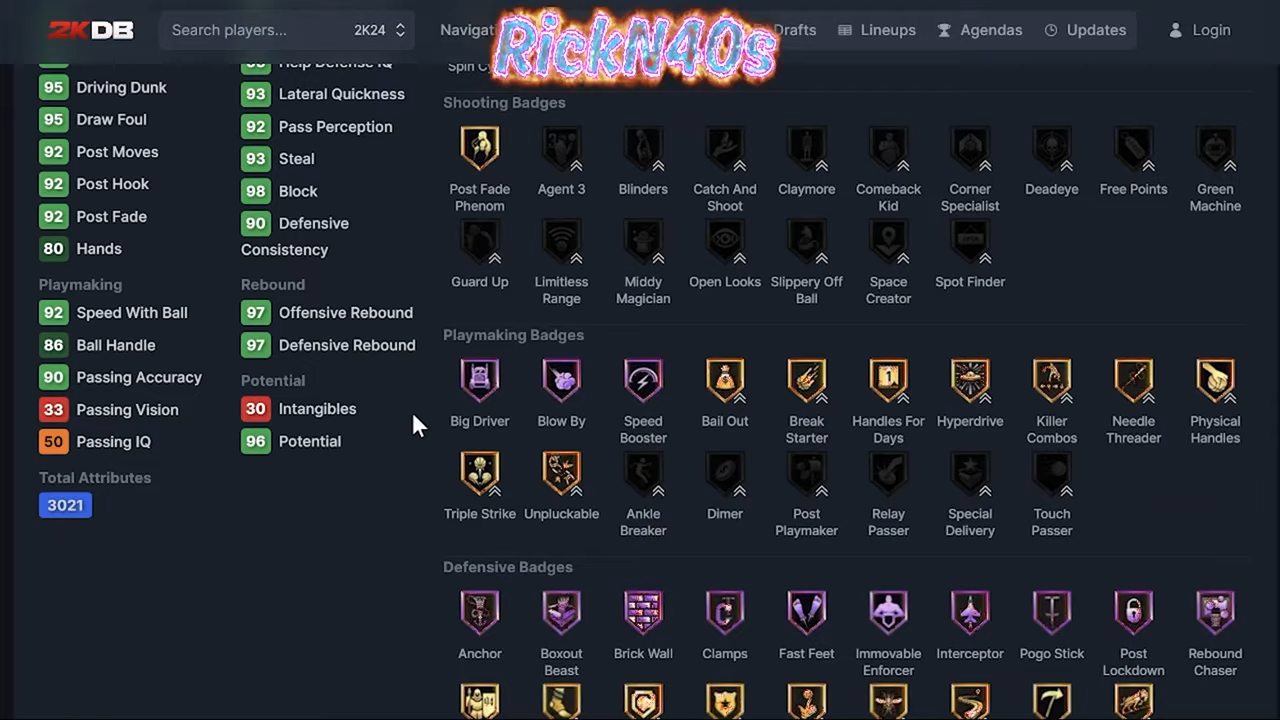 2KDB
Search players...
2K24
Navigat
RickN40s
Drafts
Lineups
Agendas
Updates
Login
95 Driving Dunk
95 Draw Foul
92 Post Moves
92 Post Hook
92 Post Fade
80 Hands
Playmaking
92 Speed With Ball
86 Ball Handle
90 Passing Accuracy
33 Passing Vision
50 Passing IQ
Total Attributes
3021
Help Defense IQ
93 Lateral Quickness
92 Pass Perception
93 Steal
98 Block
90 Defensive
Consistency
Rebound
97 Offensive Rebound
97 Defensive Rebound
Potential
30 Intangibles
96 Potential
Spin Cy
Shooting Badges
Post Fade
Phenom
Agent 3
Blinders
Catch And
Shoot
Claymore
Comeback
Kid
Corner
Specialist
Deadeye
Free Points
Green
Machine
Guard Up
Limitless
Range
Middy
Magician
Open Looks
Slippery Off
Ball
Space
Creator
Spot Finder
Playmaking Badges
Big Driver
Blow By
Speed
Booster
Bail Out
Break
Starter
Handles For
Days
Hyperdrive
Killer
Combos
Needle
Threader
Physical
Handles
Triple Strike
Unpluckable
Ankle
Breaker
Dimer
Post
Playmaker
Relay
Passer
Special
Delivery
Touch
Passer
Defensive Badges
Anchor
Boxout
Beast
Brick Wall
Clamps
Fast Feet
Immovable
Enforcer
Interceptor
Pogo Stick
Post
Lockdown
Rebound
Chaser